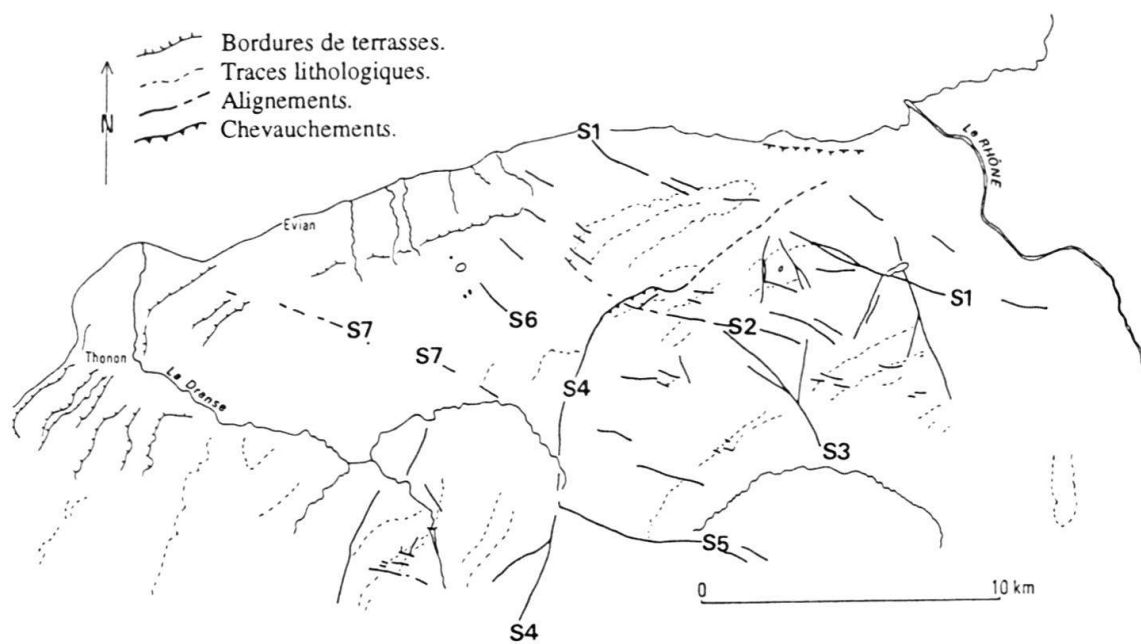 Bordures de terrasses.
Traces lithologiques.
Alignements.
Chevauchements.
N
S1
Le RHÔNE
Evian
S1
S6
S7
S2
S7
Thonon
S4
La Dranse
S3
S5
0 10 km
S4